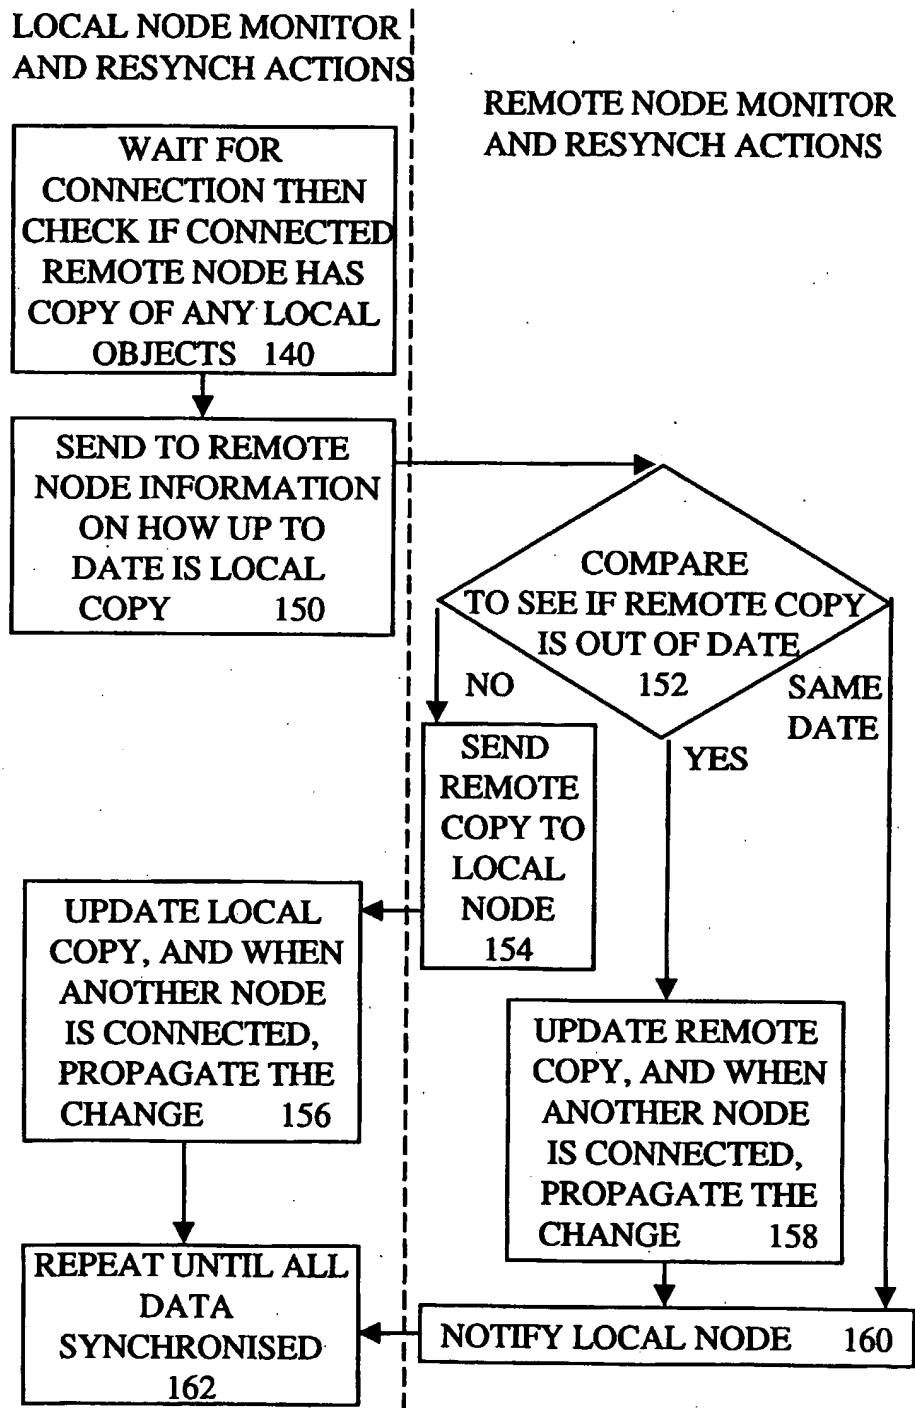 LOCAL NODE MONITOR
AND RESYNCH ACTIONS
REMOTE NODE MONITOR
AND RESYNCH ACTIONS
WAIT FOR
CONNECTION THEN
CHECK IF CONNECTED
REMOTE NODE HAS
COPY OF ANY LOCAL
OBJECTS 140
SEND TO REMOTE
NODE INFORMATION
ON HOW UP TO
DATE IS LOCAL
COPY 150
COMPARE
TO SEE IF REMOTE COPY
IS OUT OF DATE
152
NO
SAME
DATE
YES
SEND
REMOTE
COPY TO
LOCAL
NODE
154
UPDATE LOCAL
COPY, AND WHEN
ANOTHER NODE
IS CONNECTED,
PROPAGATE THE
CHANGE 156
UPDATE REMOTE
COPY, AND WHEN
ANOTHER NODE
IS CONNECTED,
PROPAGATE THE
CHANGE 158
REPEAT UNTIL ALL
DATA
SYNCHRONISED
162
NOTIFY LOCAL NODE 160